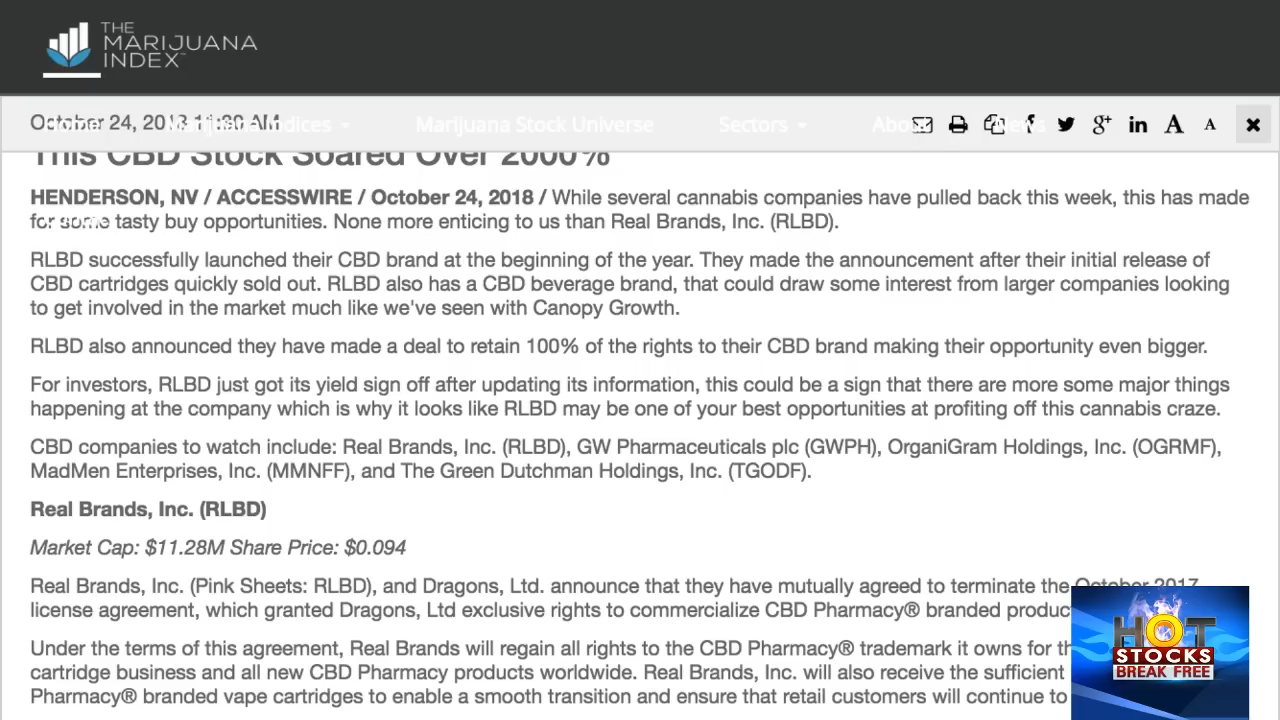 THE
MARIJUANA
INDEX™
October 24, 2018 11:30 AM
Home Marijuana Indices Marijuana Stock Universe Sectors About News
This CBD Stock Soared Over 2000%
HENDERSON, NV / ACCESSWIRE / October 24, 2018 / While several cannabis companies have pulled back this week, this has made
for some tasty buy opportunities. None more enticing to us than Real Brands, Inc. (RLBD).
RLBD successfully launched their CBD brand at the beginning of the year. They made the announcement after their initial release of
CBD cartridges quickly sold out. RLBD also has a CBD beverage brand, that could draw some interest from larger companies looking
to get involved in the market much like we've seen with Canopy Growth.
RLBD also announced they have made a deal to retain 100% of the rights to their CBD brand making their opportunity even bigger.
For investors, RLBD just got its yield sign off after updating its information, this could be a sign that there are more some major things
happening at the company which is why it looks like RLBD may be one of your best opportunities at profiting off this cannabis craze.
CBD companies to watch include: Real Brands, Inc. (RLBD), GW Pharmaceuticals plc (GWPH), OrganiGram Holdings, Inc. (OGRMF),
MadMen Enterprises, Inc. (MMNFF), and The Green Dutchman Holdings, Inc. (TGODF).
Real Brands, Inc. (RLBD)
Market Cap: $11.28M Share Price: $0.094
Real Brands, Inc. (Pink Sheets: RLBD), and Dragons, Ltd. announce that they have mutually agreed to terminate the October 2017
license agreement, which granted Dragons, Ltd exclusive rights to commercialize CBD Pharmacy® branded produc
Under the terms of this agreement, Real Brands will regain all rights to the CBD Pharmacy® trademark it owns for th
cartridge business and all new CBD Pharmacy products worldwide. Real Brands, Inc. will also receive the sufficient
Pharmacy® branded vape cartridges to enable a smooth transition and ensure that retail customers will continue to
HOT
STOCKS
BREAK FREE